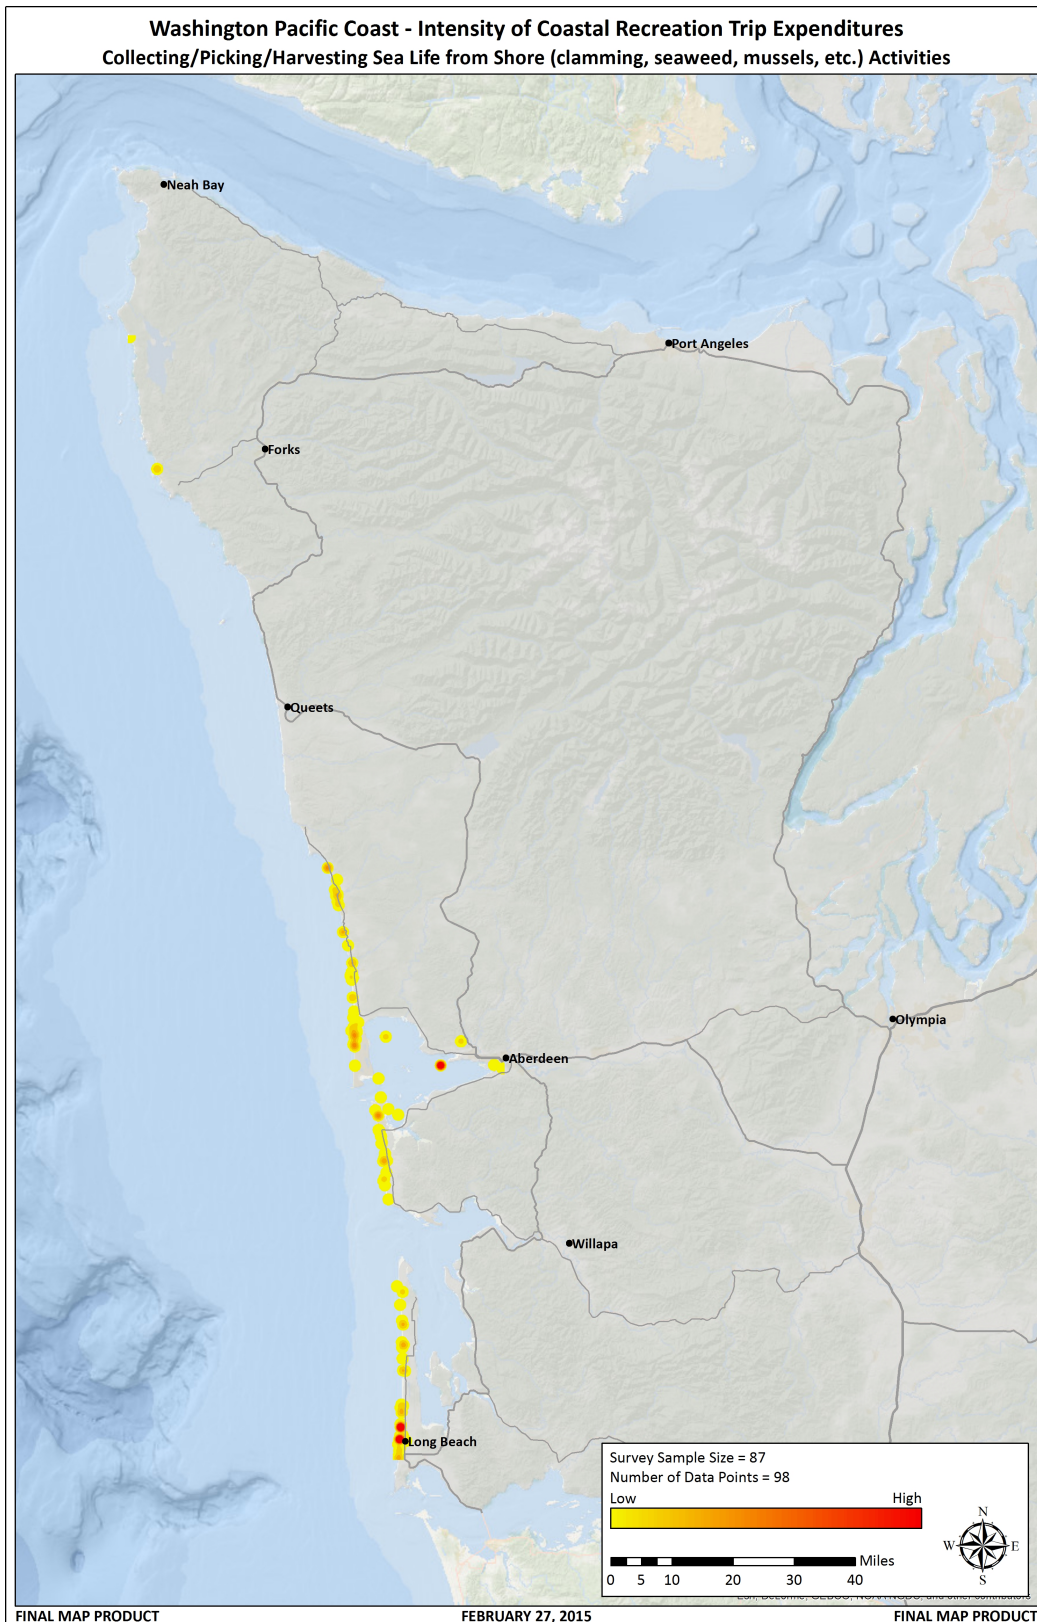 Washington Pacific Coast - Intensity of Coastal Recreation Trip Expenditures
Collecting/Picking/Harvesting Sea Life from Shore (clamming, seaweed, mussels, etc.) Activities
Neah Bay
Port Angeles
Forks
Queets
Olympia
Aberdeen
Willapa
Long Beach
Survey Sample Size = 87
Number of Data Points = 98
Low High
N
W E
S
Miles
0 5 10 20 30 40
FINAL MAP PRODUCT FEBRUARY 27, 2015 FINAL MAP PRODUCT